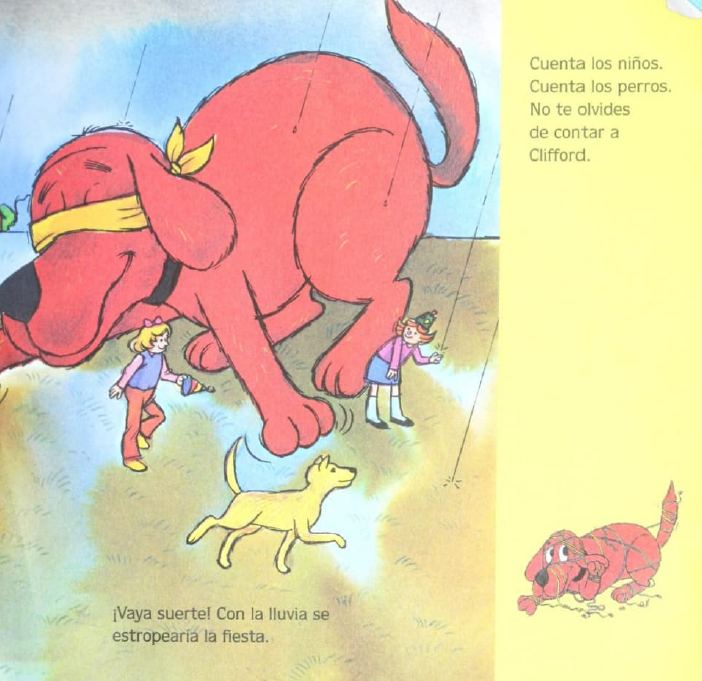 Cuenta los niños.
Cuenta los perros.
No te olvides
de contar a
Clifford.
¡Vaya suerte! Con la lluvia se
estropearía la fiesta.